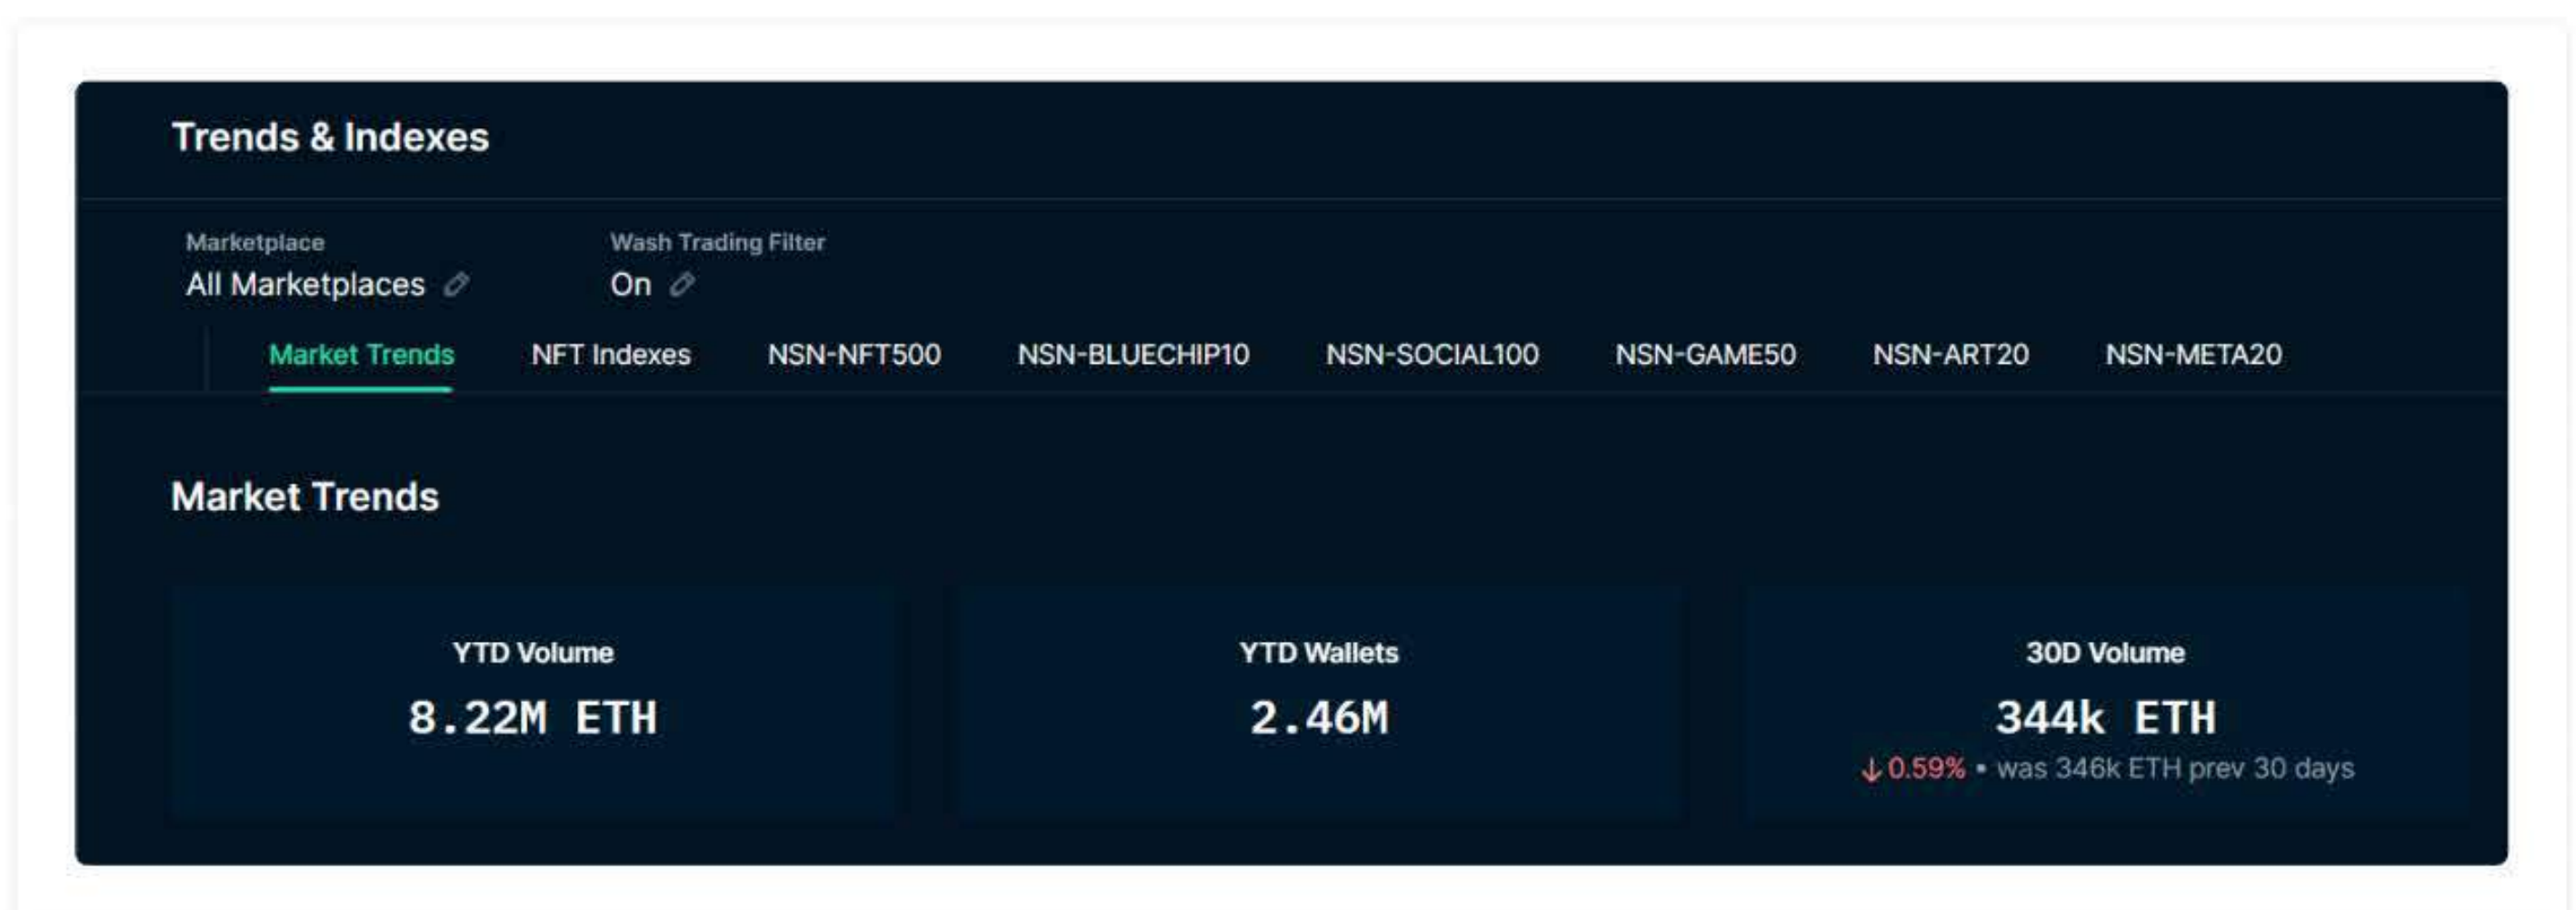 Trends & Indexes
Marketplace Wash Trading Filter
All Marketplaces On
Market Trends NFT Indexes NSN-NFT500 NSN-BLUECHIP10 NSN-SOCIAL100 NSN-GAME50 NSN-ART20 NSN-META20
Market Trends
YTD Volume YTD Wallets 30D Volume
8.22M ETH 2.46M 344k ETH
↓ 0.59% • was 346k ETH prev 30 days